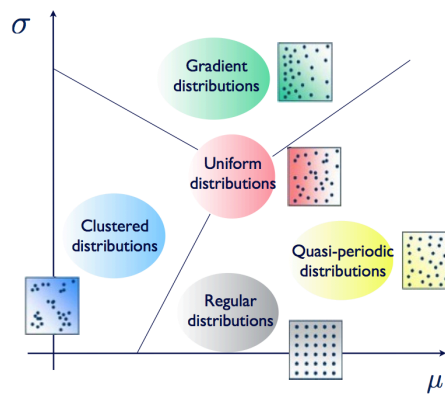 σ
Gradient
distributions
Uniform
distributions
Clustered
distributions
Quasi-periodic
distributions
Regular
distributions
μ